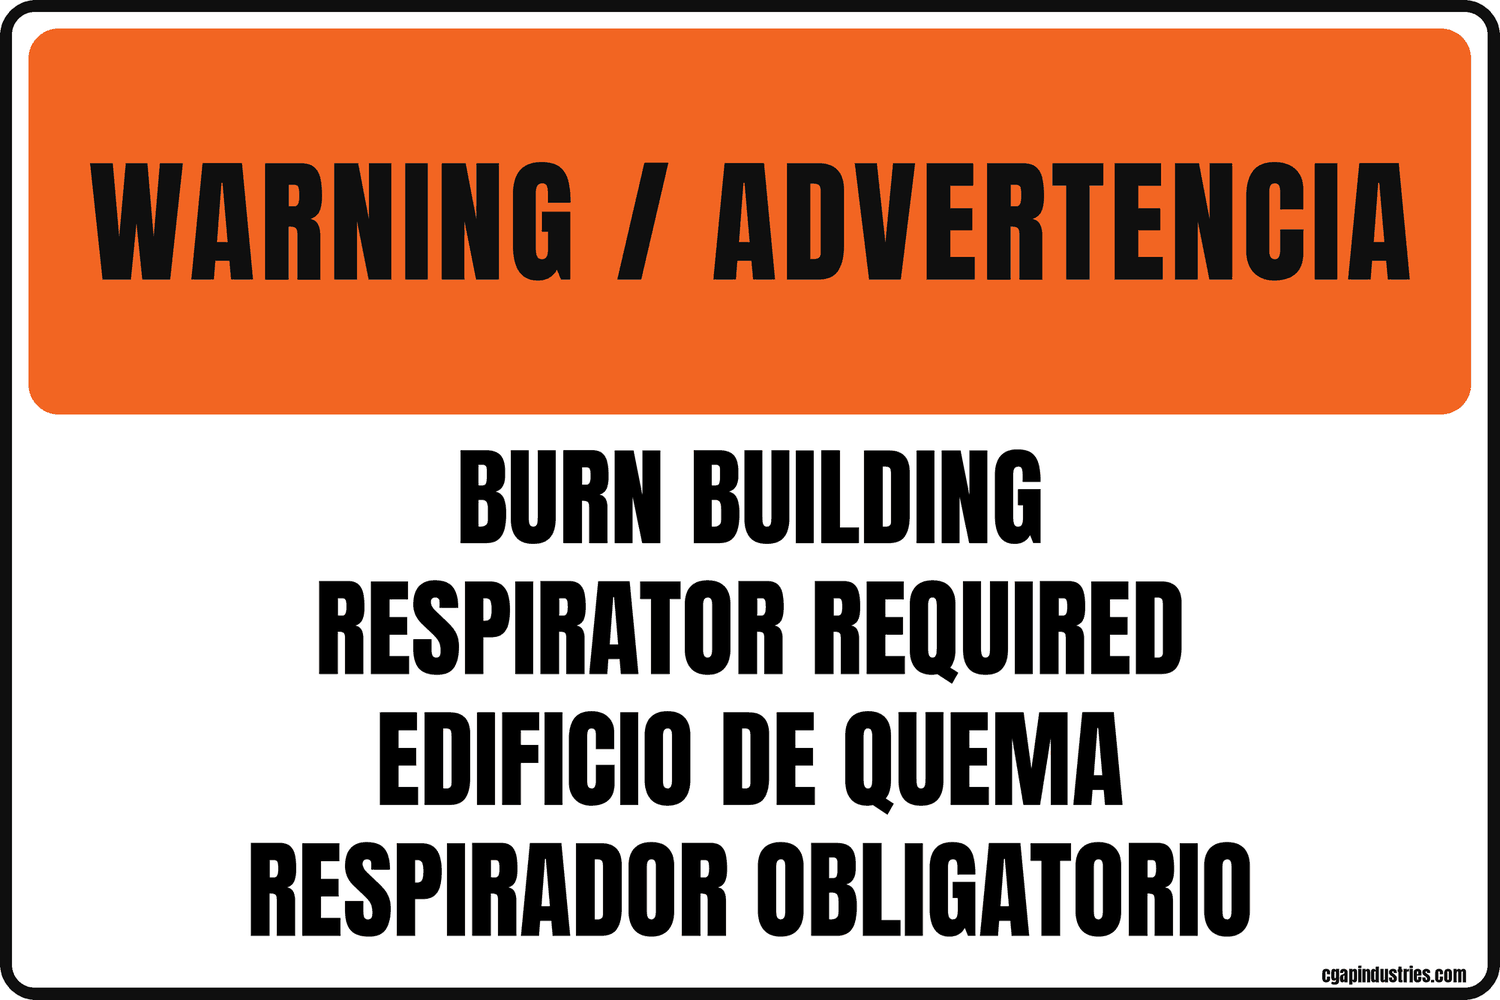 WARNING / ADVERTENCIA
BURN BUILDING
RESPIRATOR REQUIRED
EDIFICIO DE QUEMA
RESPIRADOR OBLIGATORIO
cgapindustries.com